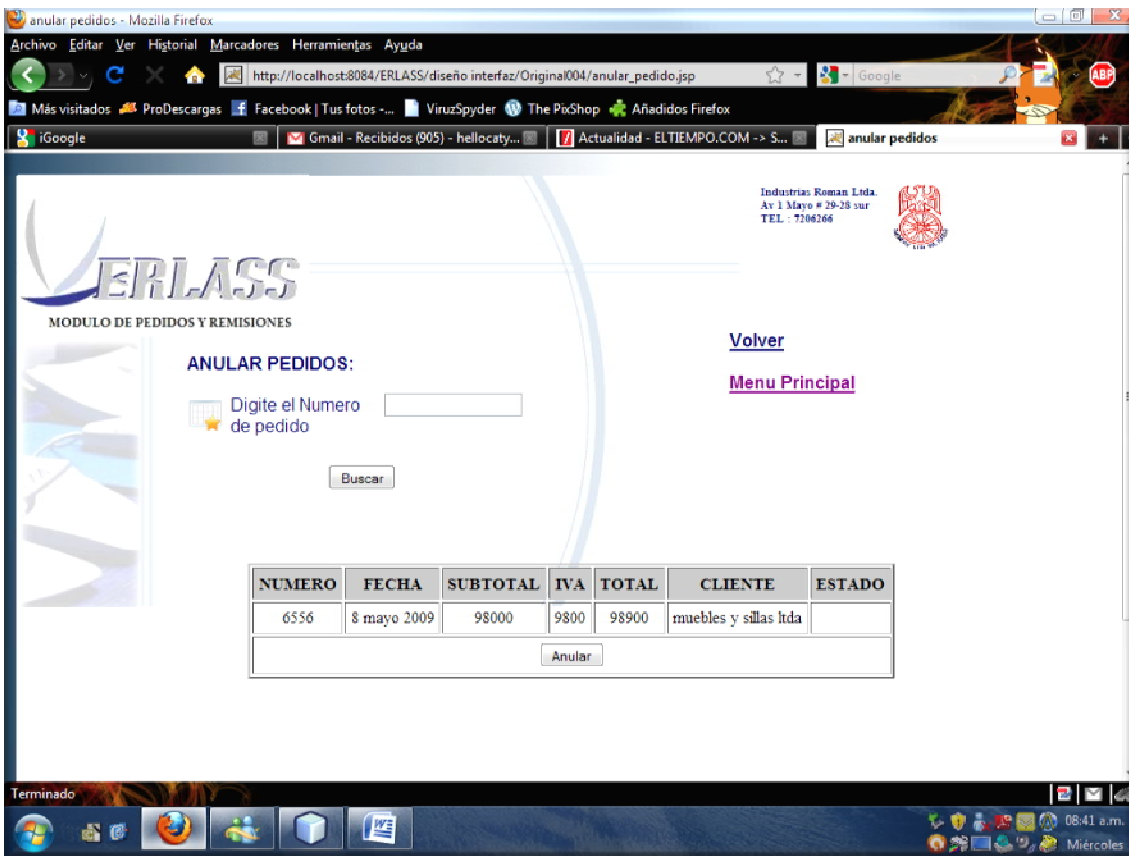 anular pedidos - Mozilla Firefox
Archivo Editar Ver Historial Marcadores Herramientas Ayuda
http://localhost:8084/ERLASS/diseño interfaz/Original004/anular_pedido.jsp
Google
ABP
Más visitados ProDescargas Facebook | Tus fotos -... ViruzSpyder The PixShop Añadidos Firefox
iGoogle
Gmail - Recibidos (905) - hellocaty...
Actualidad - ELTIEMPO.COM -> S...
anular pedidos
Industrias Roman Ltda.
Av 1 Mayo # 29-28 sur
TEL : 7206266
ERLASS
MODULO DE PEDIDOS Y REMISIONES
Volver
ANULAR PEDIDOS:
Menu Principal
Digite el Numero
de pedido
Buscar
NUMERO FECHA SUBTOTAL IVA TOTAL CLIENTE ESTADO
6556 8 mayo 2009 98000 9800 98900 muebles y sillas ltda
Anular
Terminado
08:41 a.m.
Miércoles